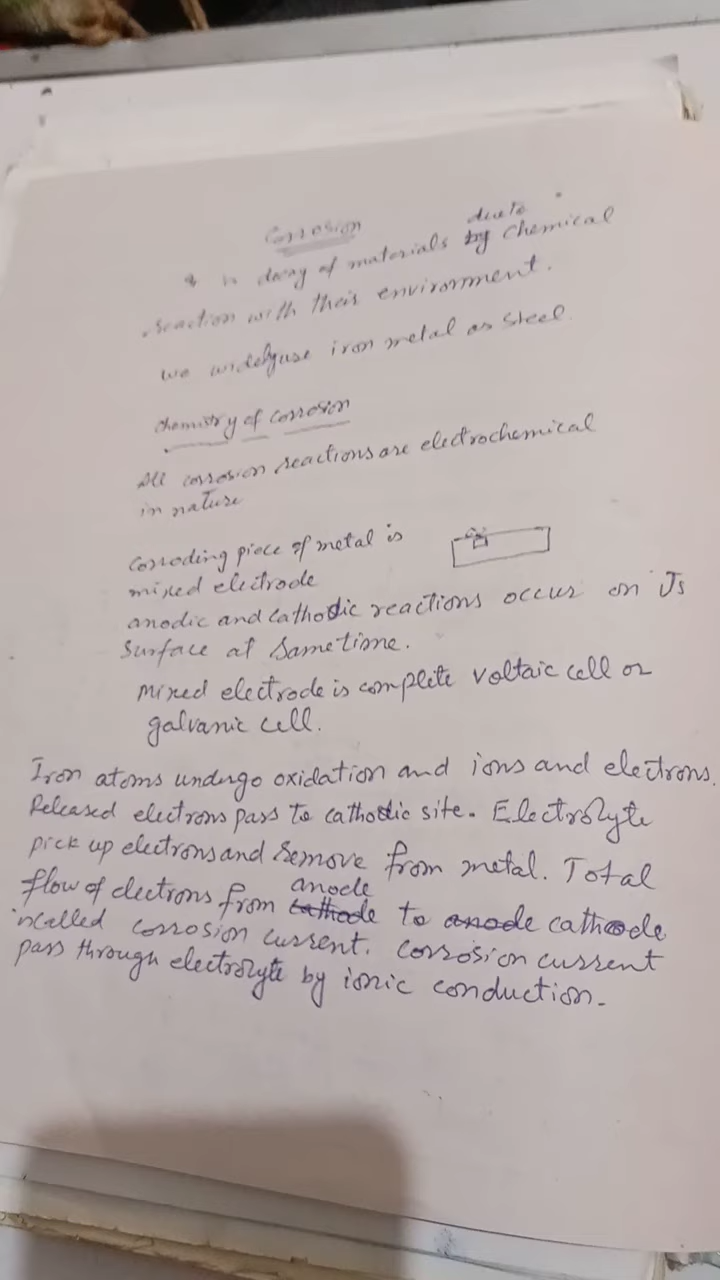 Corrosion
is decay of materials by due to chemical
reaction with their environment.
we widely use iron metal as steel.
chemistry of corrosion
All corrosion reactions are electrochemical
in nature
Corroding piece of metal is
mixed electrode
anodic and cathodic reactions occur on Js
surface at sametime.
Mixed electrode is complete voltaic cell or
galvanic cell.
Iron atoms undergo oxidation and ions and electrons.
Released electrons pass to cathodic site. Electrolyte
pick up electrons and remove from metal. Total
flow of electrons from cathode anode to anode cathode
is called corrosion current. corrosion current
pass through electrolyte by ionic conduction.